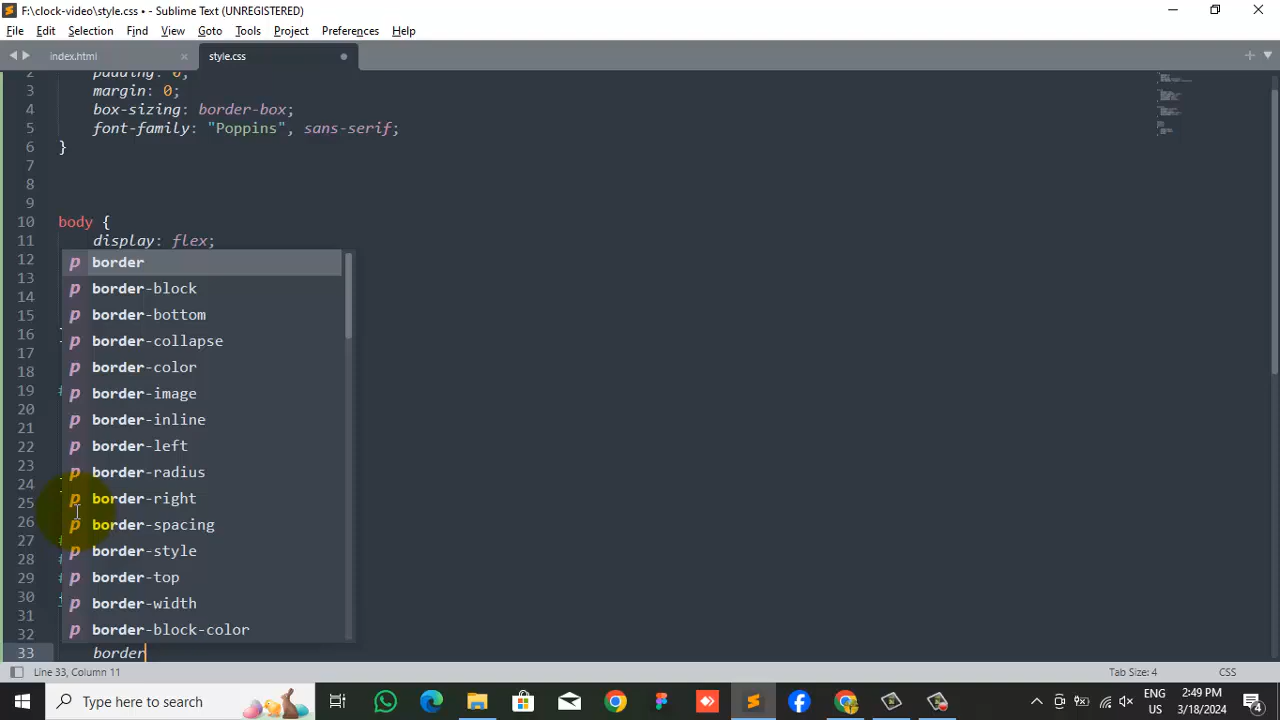 F:\clock-video\style.css • - Sublime Text (UNREGISTERED)
File Edit Selection Find View Goto Tools Project Preferences Help
index.html × style.css
2 padding: 0;
3 margin: 0;
4 box-sizing: border-box;
5 font-family: "Poppins", sans-serif;
6 }
7
8
9
10 body {
11 display: flex;
12 p border
13 p border-block
14 p border-bottom
15 p border-collapse
16 p border-color
17
18
19 # p border-image
20 p border-inline
21 p border-left
22
23 p border-radius
24
25 p border-right
26 p border-spacing
27 # p border-style
28 #
29 # p border-top
30 p border-width
31 p border-block-color
32
33 border
Line 33, Column 11 Tab Size: 4 CSS
Type here to search ENG US 2:49 PM 3/18/2024 4